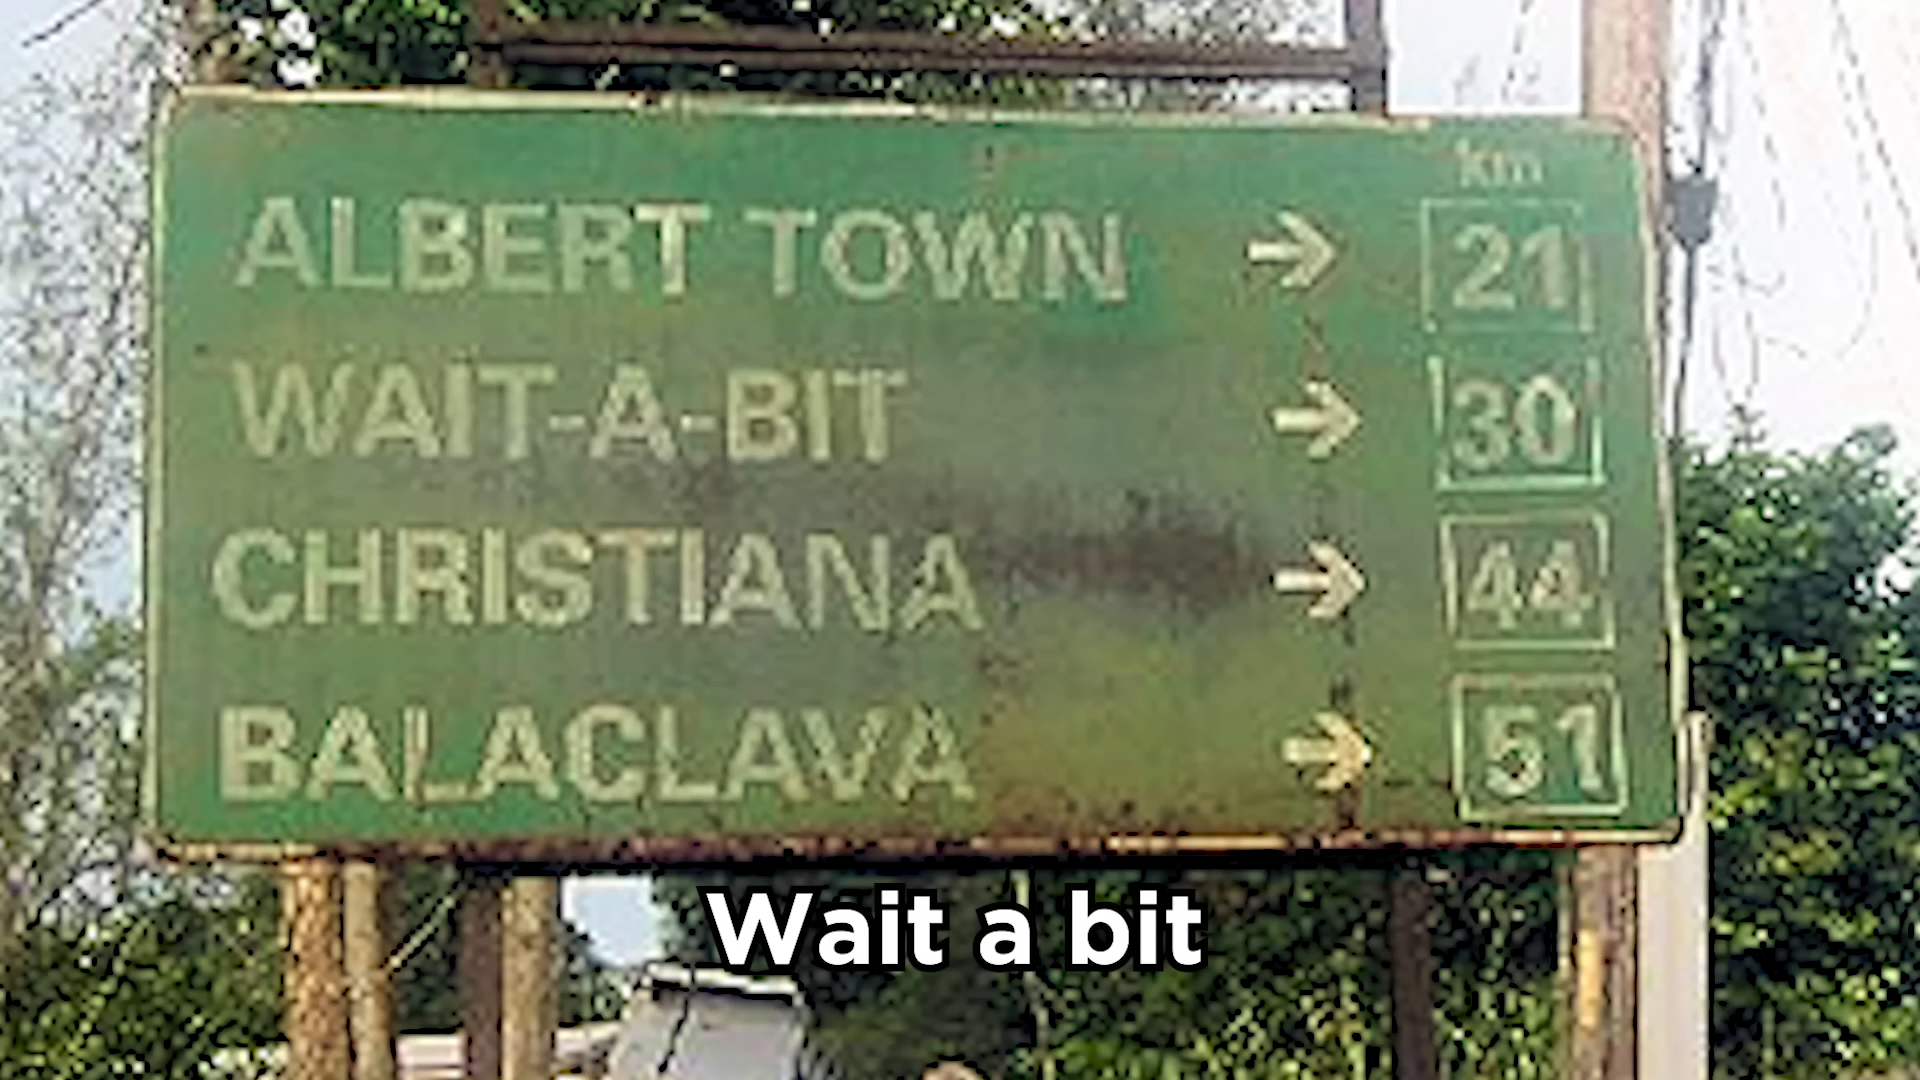 km
ALBERT TOWN → 21
WAIT-A-BIT → 30
CHRISTIANA → 44
BALACLAVA → 51
Wait a bit